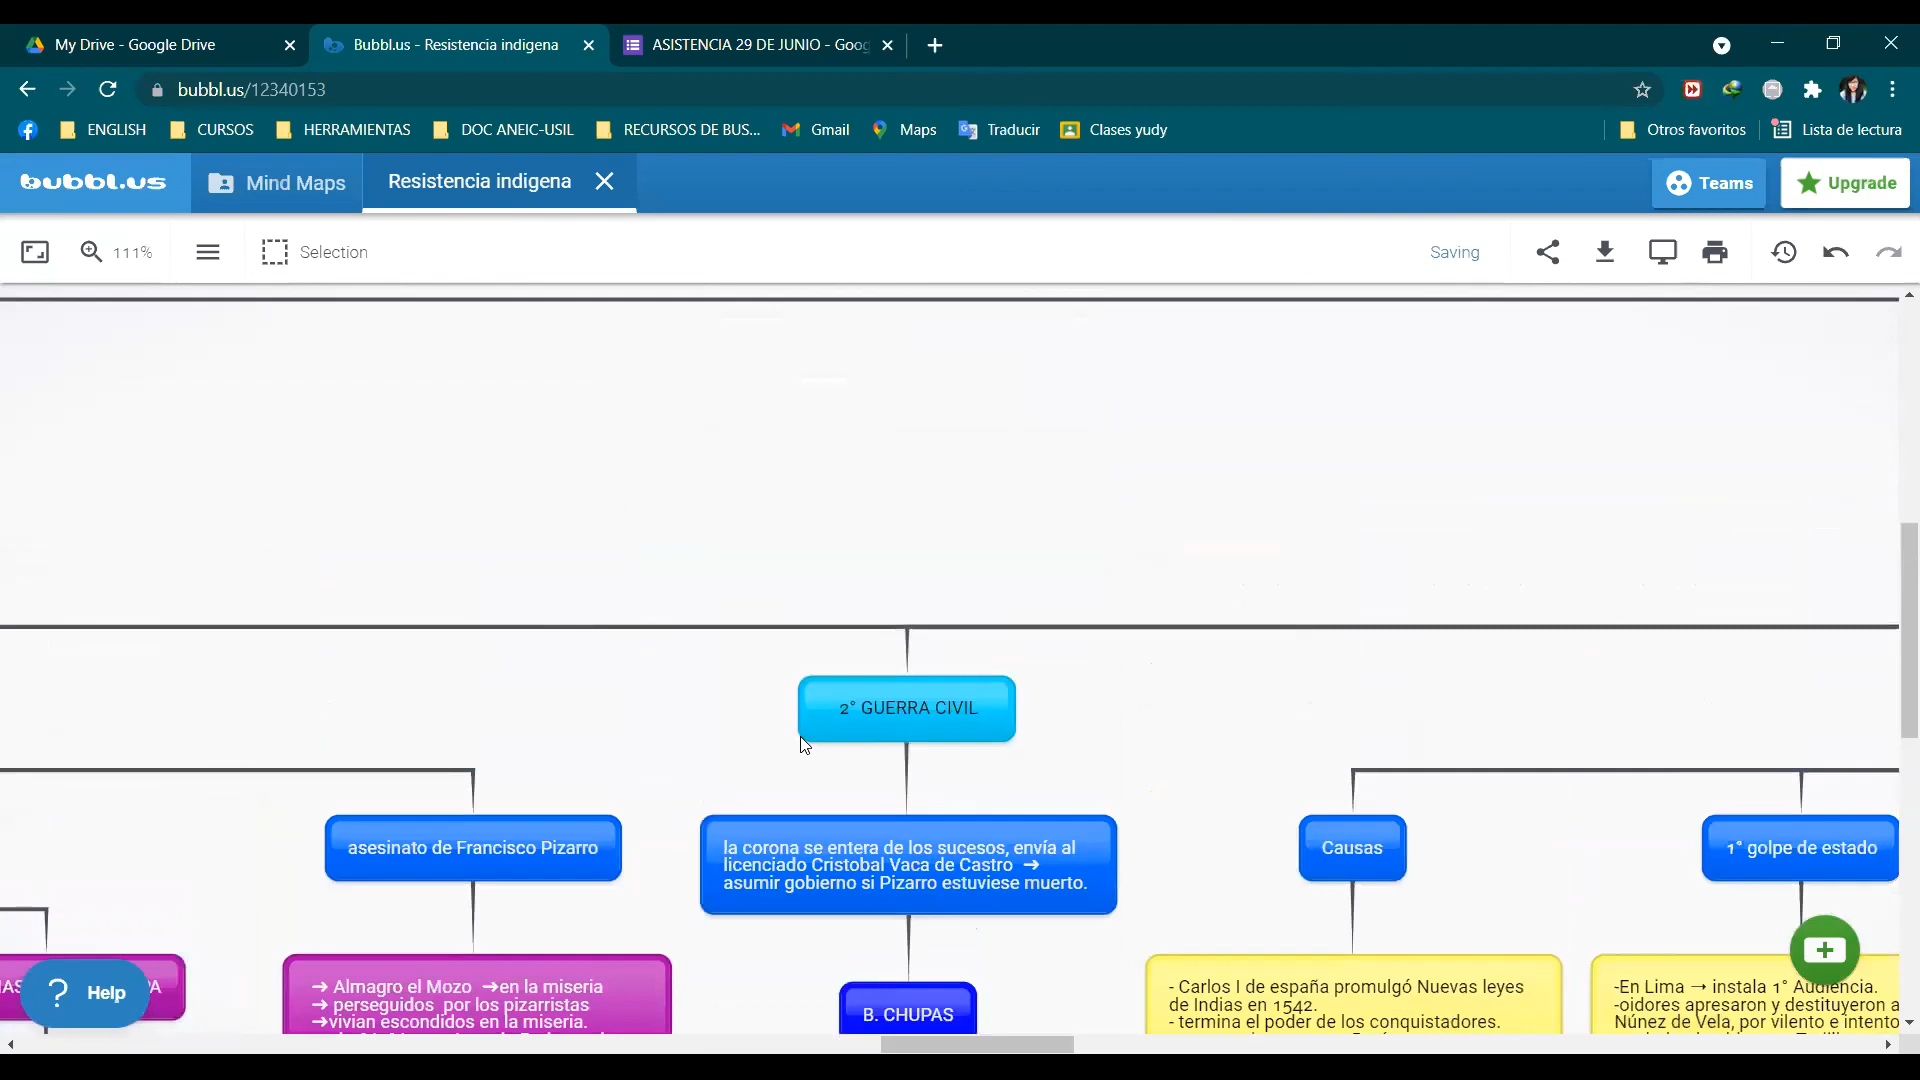 My Drive - Google Drive
Bubbl.us - Resistencia indigena
ASISTENCIA 29 DE JUNIO - Goog
bubbl.us/12340153
ENGLISH
CURSOS
HERRAMIENTAS
DOC ANEIC-USIL
RECURSOS DE BUS...
Gmail
Maps
Traducir
Clases yudy
Otros favoritos
Lista de lectura
bubbl.us
Mind Maps
Resistencia indigena
Teams
Upgrade
111%
Selection
Saving
2° GUERRA CIVIL
asesinato de Francisco Pizarro
la corona se entera de los sucesos, envía al
licenciado Cristobal Vaca de Castro ➔
asumir gobierno si Pizarro estuviese muerto.
Causas
1° golpe de estado
➔ Almagro el Mozo ➔en la miseria
➔ perseguidos por los pizarristas
➔vivian escondidos en la miseria.
B. CHUPAS
- Carlos I de españa promulgó Nuevas leyes
de Indias en 1542.
- termina el poder de los conquistadores.
-En Lima → instala 1° Audiencia.
-oidores apresaron y destituyeron a
Núnez de Vela, por vilento e intento
Help